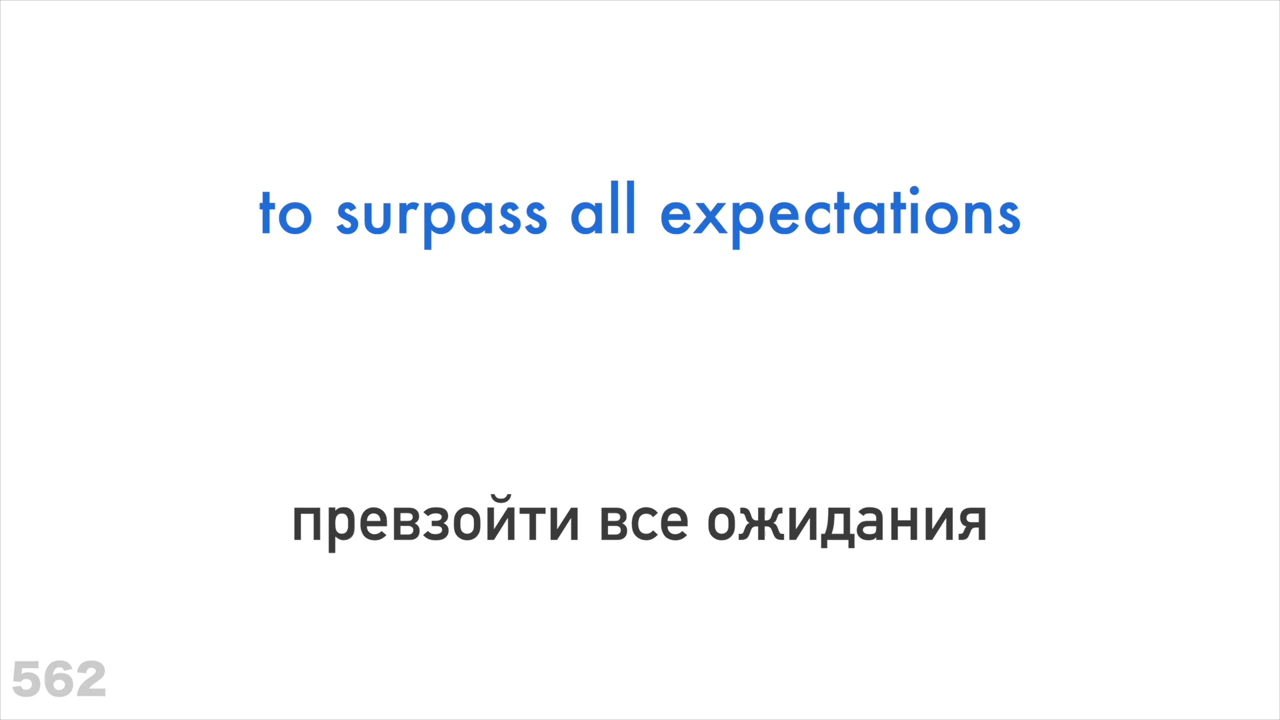 to surpass all expectations
превзойти все ожидания
562